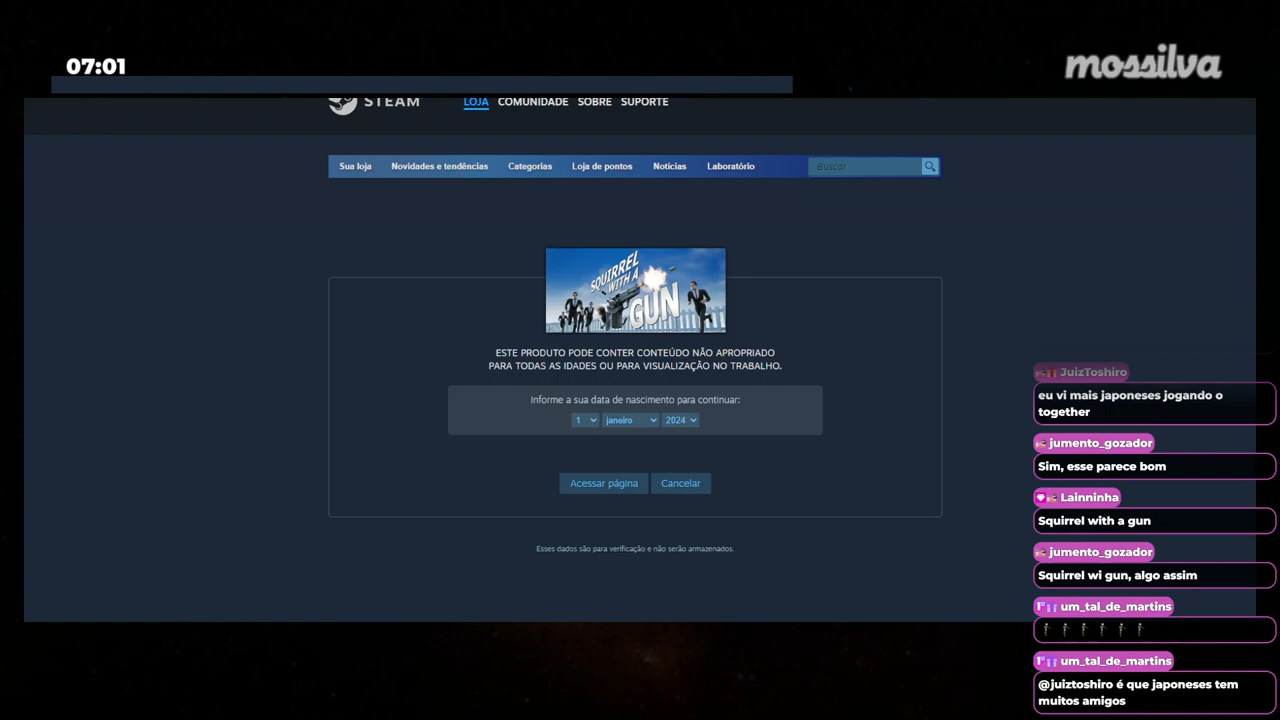 07:01
mossilva
STEAM
LOJA COMUNIDADE SOBRE SUPORTE
Sua loja Novidades e tendências Categorias Loja de pontos Notícias Laboratório Buscar
SQUIRREL
WITH A
GUN
ESTE PRODUTO PODE CONTER CONTEÚDO NÃO APROPRIADO
PARA TODAS AS IDADES OU PARA VISUALIZAÇÃO NO TRABALHO.
Informe a sua data de nascimento para continuar:
1 janeiro 2024
Acessar página Cancelar
Esses dados são para verificação e não serão armazenados.
JuizToshiro
eu vi mais japoneses jogando o
together
jumento_gozador
Sim, esse parece bom
Lainninha
Squirrel with a gun
jumento_gozador
Squirrel wi gun, algo assim
um_tal_de_martins
um_tal_de_martins
@juiztoshiro é que japoneses tem
muitos amigos